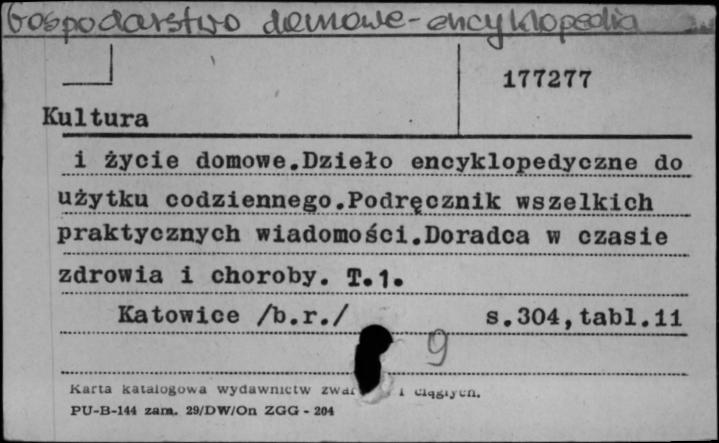 Gospodarstwo domowe - encyklopedia
177277
Kultura
i życie domowe.Dzieło encyklopedyczne do
użytku codziennego.Podręcznik wszelkich
praktycznych wiadomości.Doradca w czasie
zdrowia i choroby. T.1.
Katowice /b.r./ s.304,tabl.11
9
Karta katalogowa wydawnictw i ciągłych.
PU-B-144 zam. 29/DW/On ZGG - 204